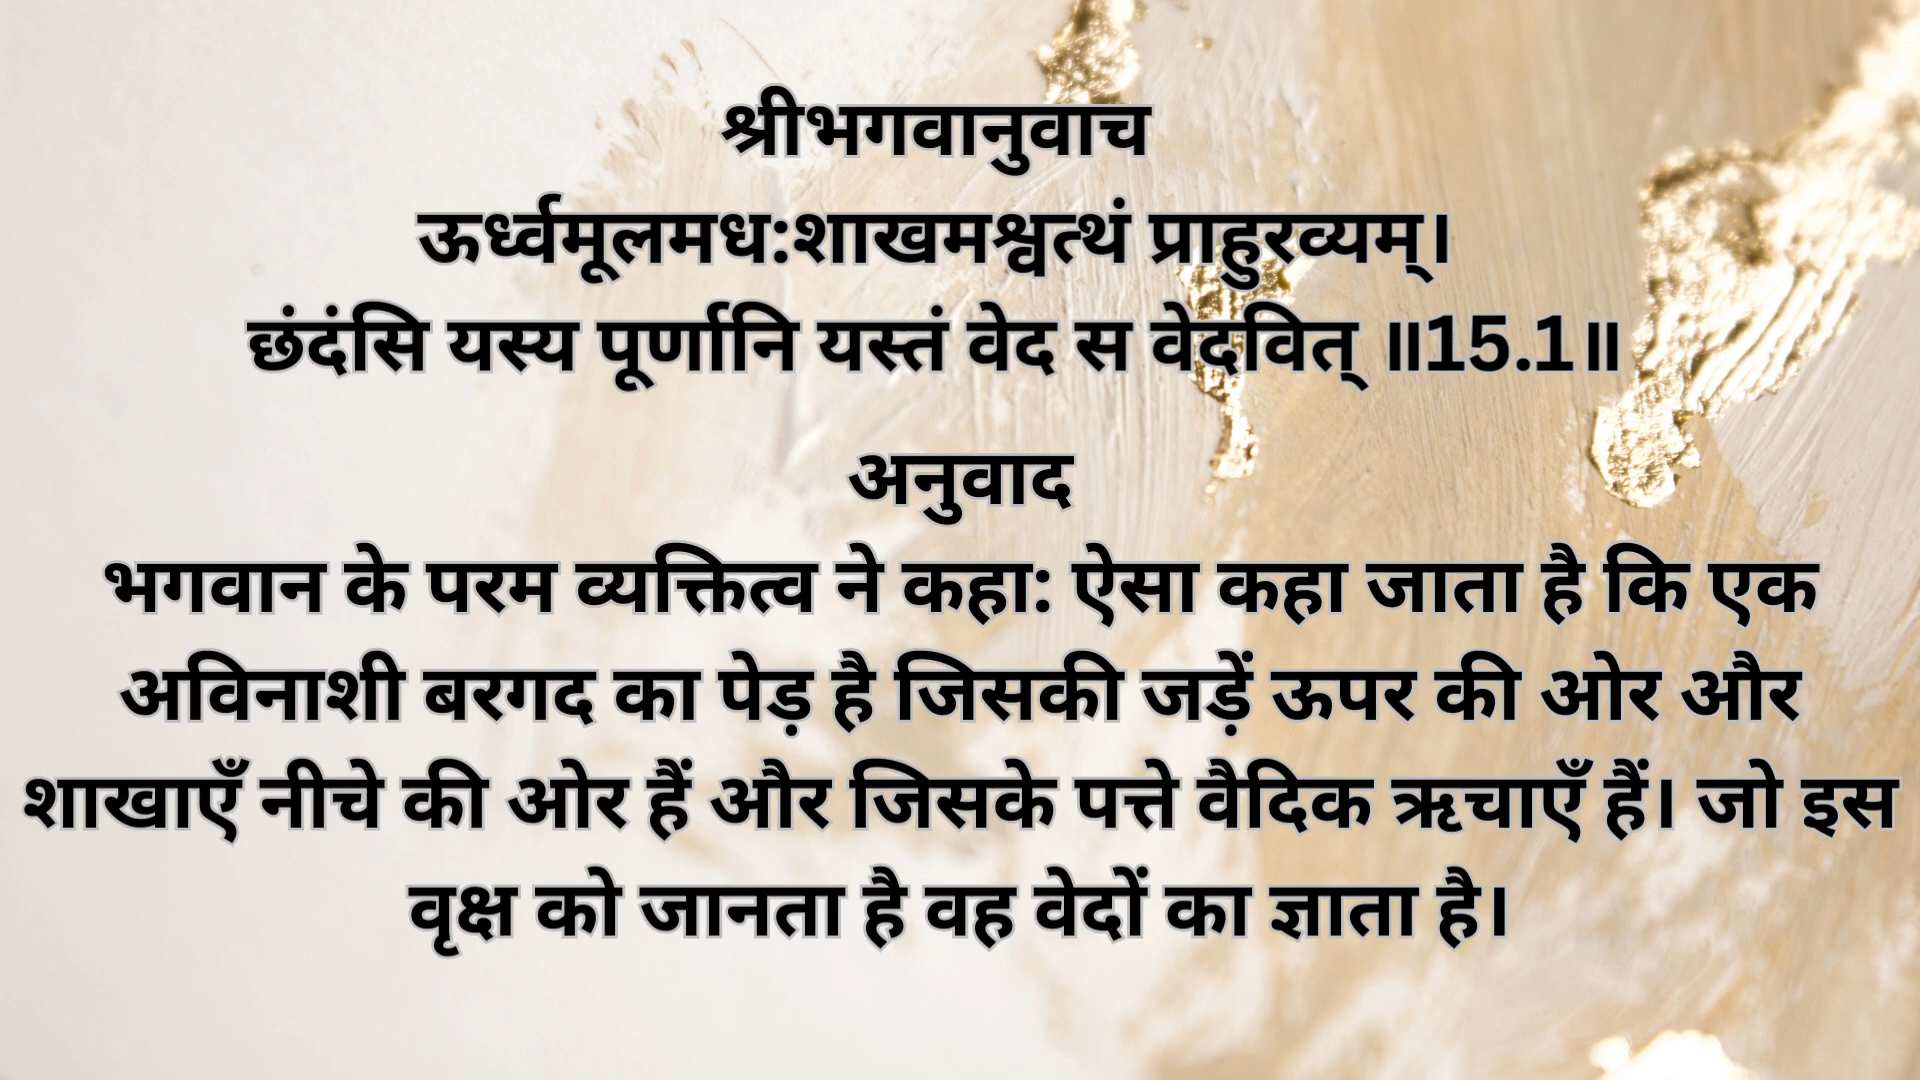 श्रीभगवानुवाच
ऊर्ध्वमूलमध:शाखमश्वत्थं प्राहुरव्यम्।
छंदंसि यस्य पूर्णानि यस्तं वेद स वेदवित् ॥15.1॥
अनुवाद
भगवान के परम व्यक्तित्व ने कहा: ऐसा कहा जाता है कि एक
अविनाशी बरगद का पेड़ है जिसकी जड़ें ऊपर की ओर और
शाखाएँ नीचे की ओर हैं और जिसके पत्ते वैदिक ऋचाएँ हैं। जो इस
वृक्ष को जानता है वह वेदों का ज्ञाता है।